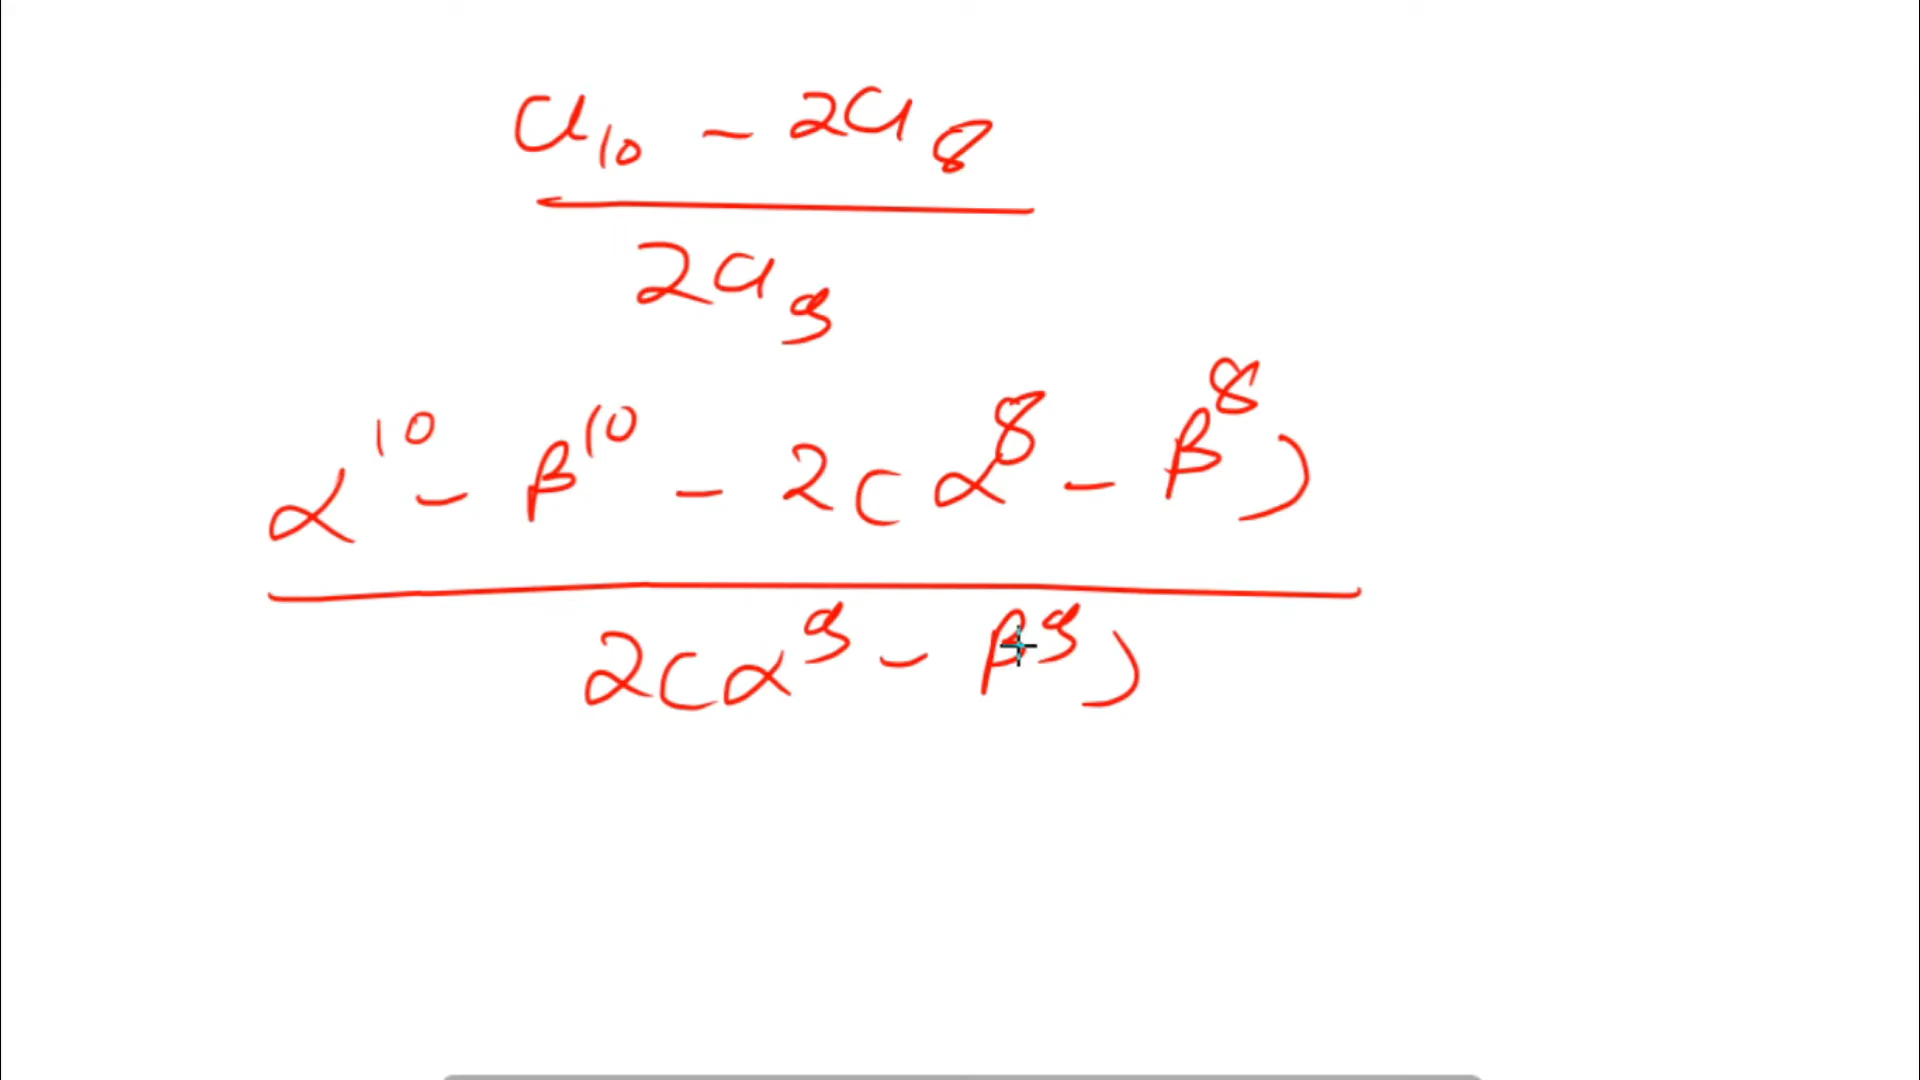 a₁₀ - 2a₈
2a₉
α¹⁰ - β¹⁰ - 2(α⁸ - β⁸)
2(α⁹ - β⁹)